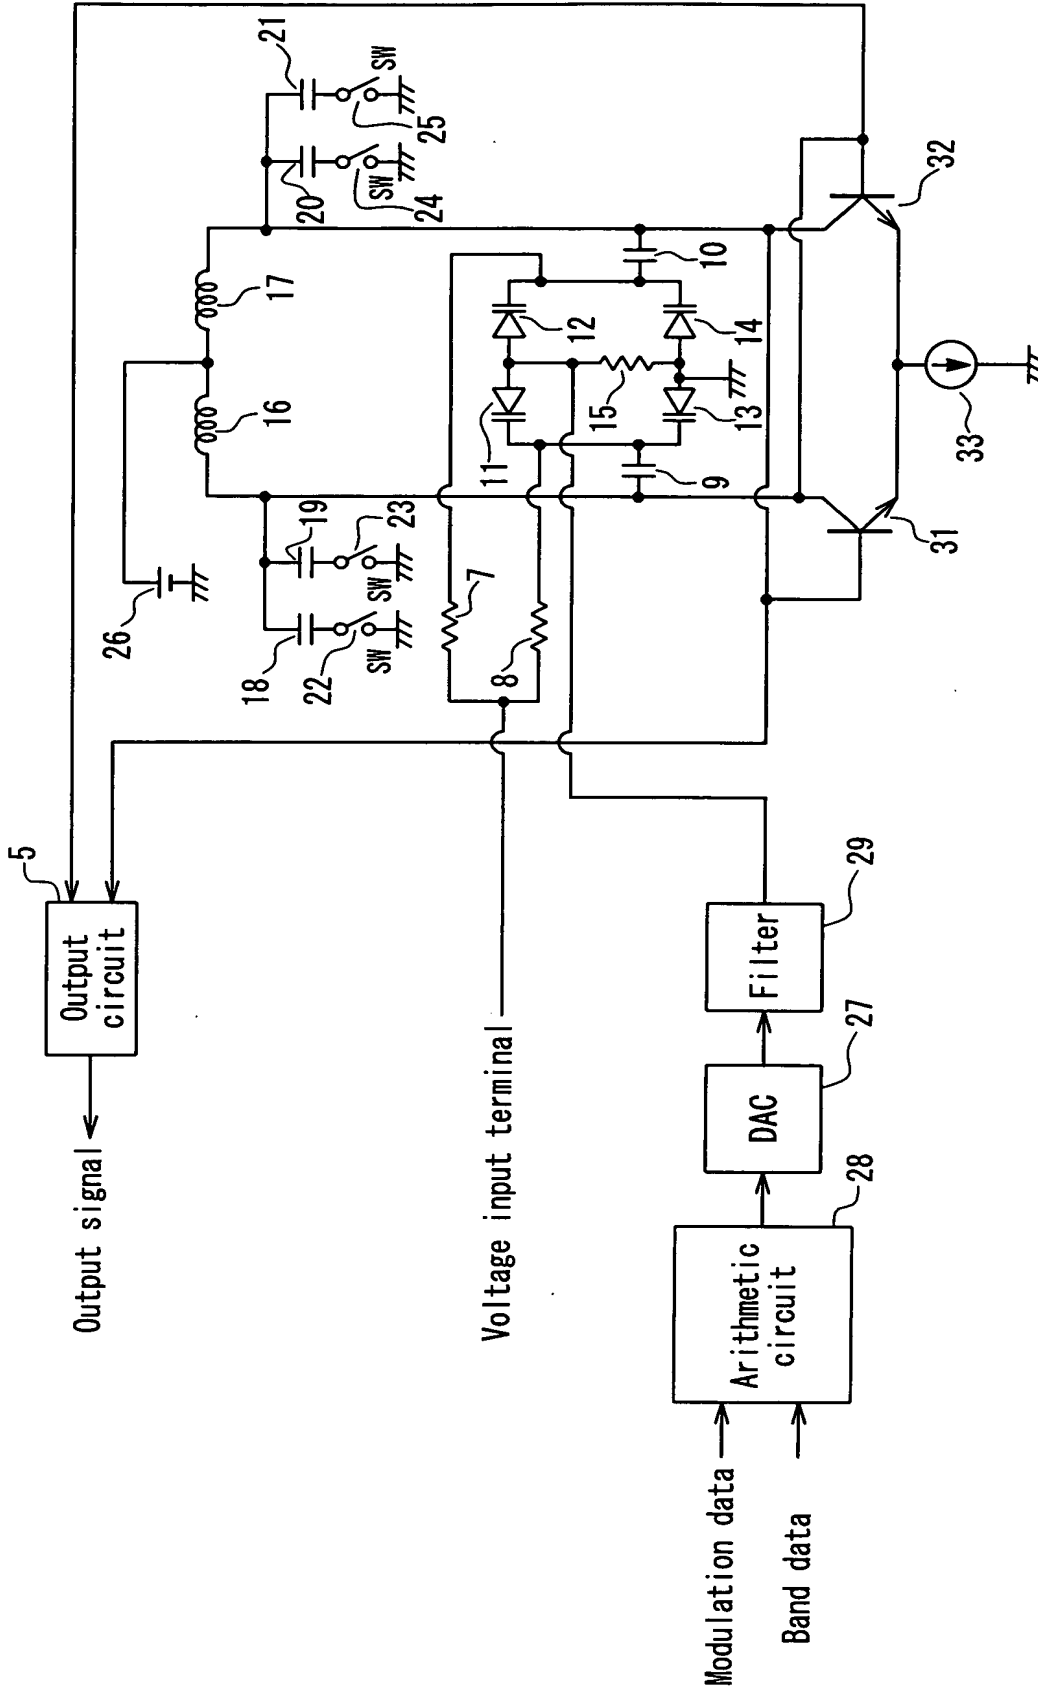 Output signal
Output
circuit
5
26
16
17
18
22
SW
19
23
SW
20
SW
24
21
SW
25
Voltage input terminal
7
8
11
12
15
13
14
9
10
Modulation data
Band data
Arithmetic
circuit
28
DAC
27
Filter
29
31
32
33